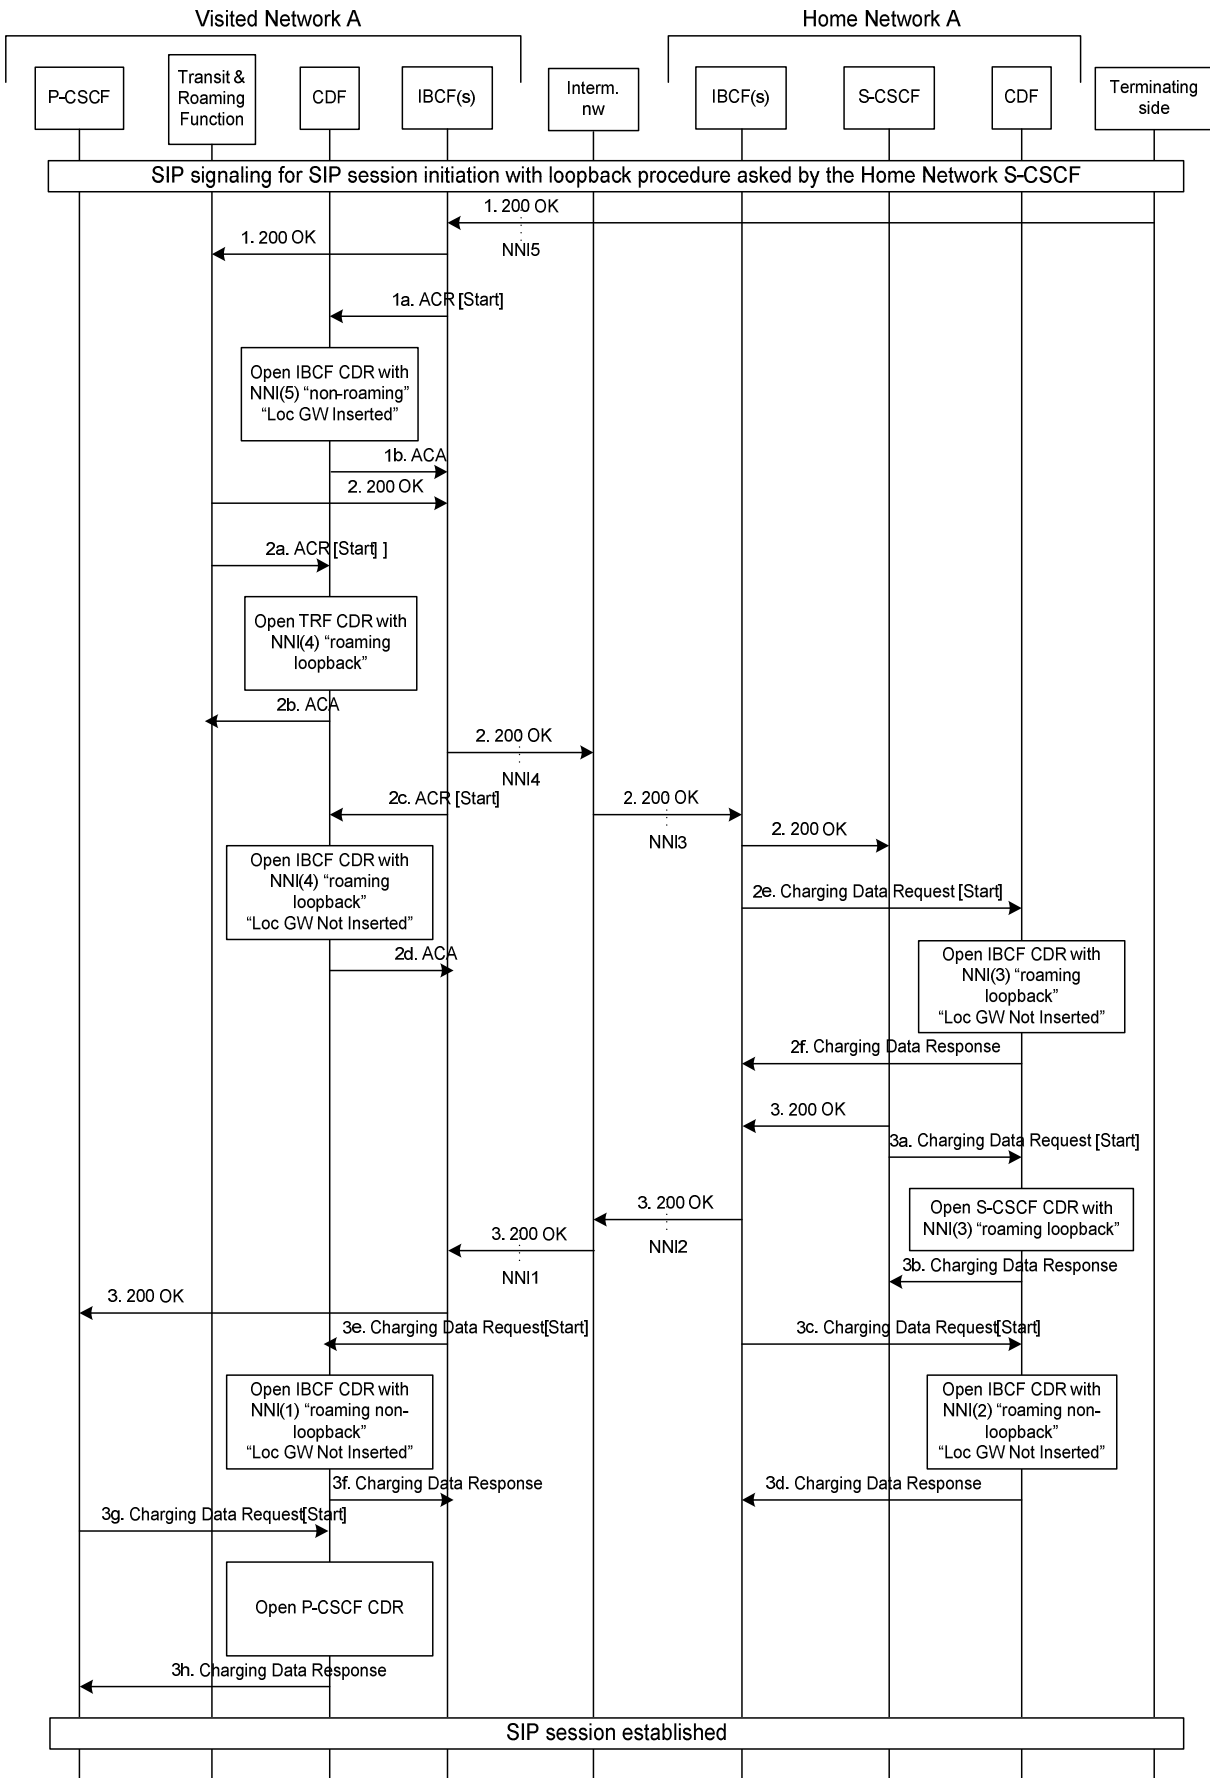 Visited Network A
Home Network A
P-CSCF
Transit &
Roaming
Function
CDF
IBCF(s)
Interm.
nw
IBCF(s)
S-CSCF
CDF
Terminating
side
SIP signaling for SIP session initiation with loopback procedure asked by the Home Network S-CSCF
1. 200 OK
1. 200 OK
NNI5
1a. ACR [Start]
Open IBCF CDR with
NNI(5) “non-roaming”
“Loc GW Inserted”
1b. ACA
2. 200 OK
2a. ACR [Start] ]
Open TRF CDR with
NNI(4) “roaming
loopback”
2b. ACA
2. 200 OK
NNI4
2c. ACR [Start]
2. 200 OK
NNI3
2. 200 OK
Open IBCF CDR with
NNI(4) “roaming
loopback”
“Loc GW Not Inserted”
2e. Charging Data Request [Start]
2d. ACA
Open IBCF CDR with
NNI(3) “roaming
loopback”
“Loc GW Not Inserted”
2f. Charging Data Response
3. 200 OK
3a. Charging Data Request [Start]
3. 200 OK
NNI2
Open S-CSCF CDR with
NNI(3) “roaming loopback”
3. 200 OK
NNI1
3b. Charging Data Response
3. 200 OK
3e. Charging Data Request[Start]
3c. Charging Data Request[Start]
Open IBCF CDR with
NNI(1) “roaming non-
loopback”
“Loc GW Not Inserted”
Open IBCF CDR with
NNI(2) “roaming non-
loopback”
“Loc GW Not Inserted”
3f. Charging Data Response
3d. Charging Data Response
3g. Charging Data Request[Start]
Open P-CSCF CDR
3h. Charging Data Response
SIP session established